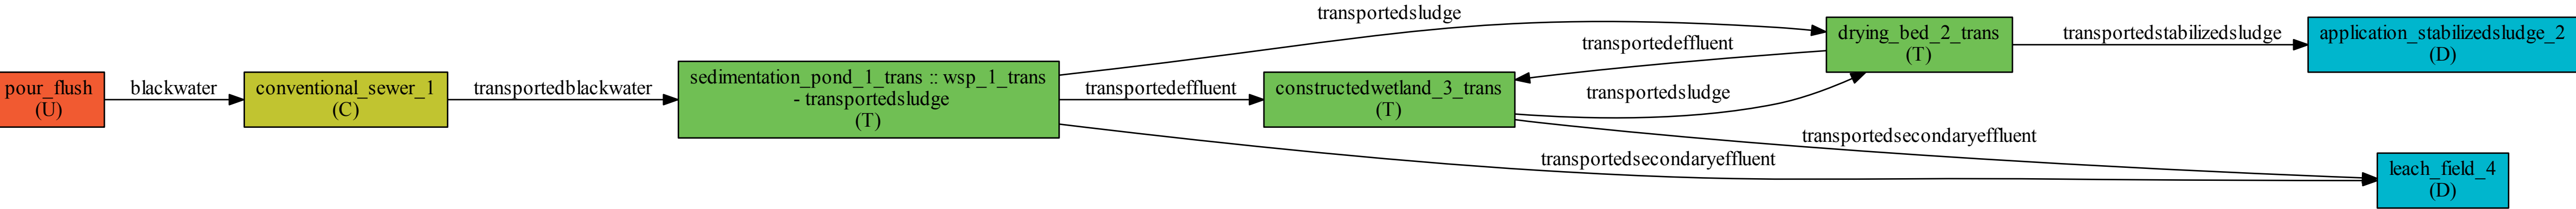 pour_flush
(U)
blackwater
conventional_sewer_1
(C)
transportedblackwater
sedimentation_pond_1_trans :: wsp_1_trans
- transportedsludge
(T)
transportedsludge
transportedeffluent
transportedsecondaryeffluent
constructedwetland_3_trans
(T)
transportedeffluent
transportedsludge
transportedsecondaryeffluent
drying_bed_2_trans
(T)
transportedstabilizedsludge
application_stabilizedsludge_2
(D)
leach_field_4
(D)